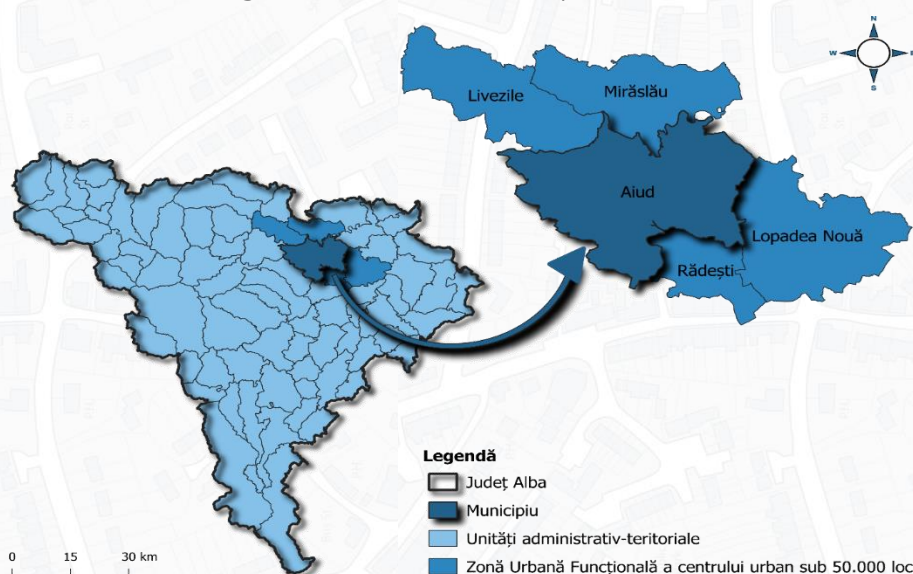 N
W
E
S
Livezile
Mirăslău
Aiud
Lopadea Nouă
Rădești
Legendă
Județ Alba
Municipiu
Unități administrativ-teritoriale
Zonă Urbană Funcțională a centrului urban sub 50.000 loc
0 15 30 km